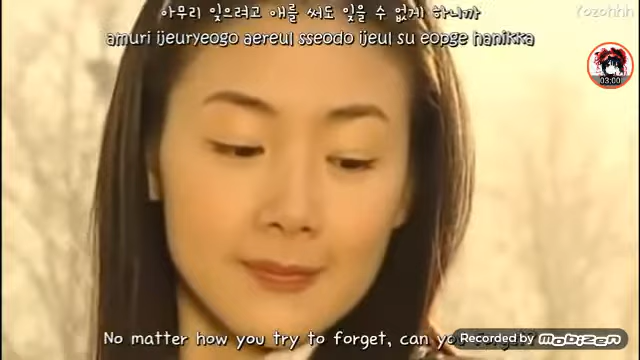 아무리 잊으려고 애를 써도 잊을 수 없게 하니까
Yozohhh
amuri ijeuryeogo aereul sseodo ijeul su eopge hanikka
03:00
No matter how you try to forget, can you
Recorded by mobizen